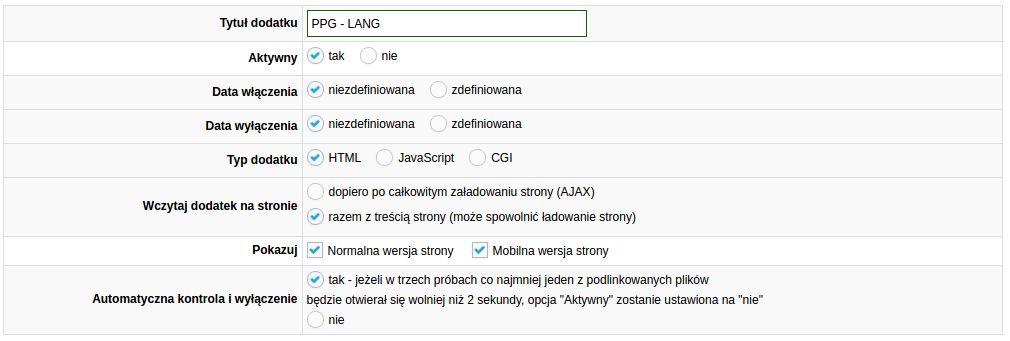 Tytuł dodatku PPG - LANG
Aktywny tak nie
Data włączenia niezdefiniowana zdefiniowana
Data wyłączenia niezdefiniowana zdefiniowana
Typ dodatku HTML JavaScript CGI
dopiero po całkowitym załadowaniu strony (AJAX)
Wczytaj dodatek na stronie
razem z treścią strony (może spowolnić ładowanie strony)
Pokazuj Normalna wersja strony Mobilna wersja strony
tak - jeżeli w trzech próbach co najmniej jeden z podlinkowanych plików
Automatyczna kontrola i wyłączenie będzie otwierał się wolniej niż 2 sekundy, opcja "Aktywny" zostanie ustawiona na "nie"
nie